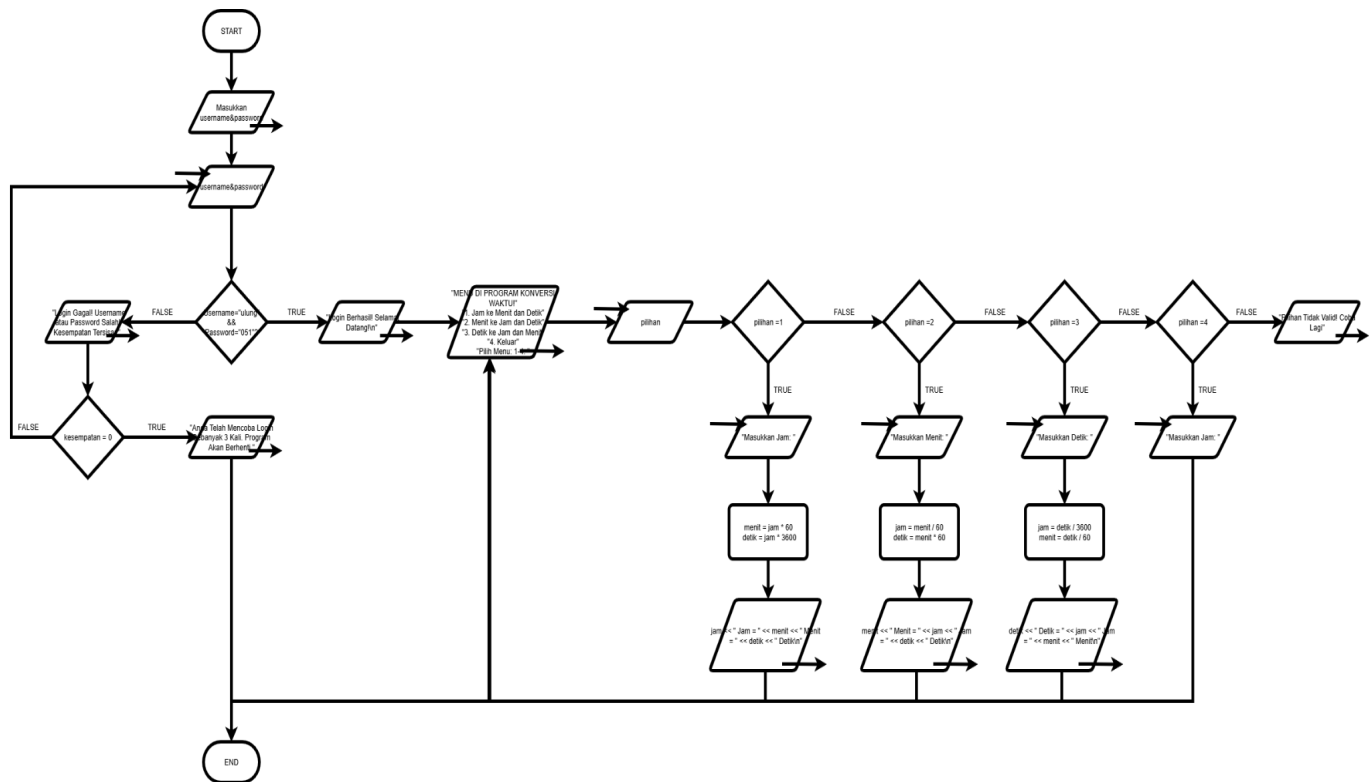 START
Masukkan
username&password
username&password
Username="ulung"
&&
Password="051"?
FALSE
TRUE
"Login Gagal! Username
atau Password Salah!
Kesempatan Tersisa:"
kesempatan = 0
FALSE
TRUE
"Anda Telah Mencoba Login
Sebanyak 3 Kali. Program
Akan Berhenti."
"Login Berhasil! Selamat
Datang!\n"
"MENU DI PROGRAM KONVERSI
WAKTU!"
"1. Jam ke Menit dan Detik"
"2. Menit ke Jam dan Detik"
"3. Detik ke Jam dan Menit"
"4. Keluar"
"Pilih Menu:
pilihan
pilihan =1
FALSE
TRUE
"Masukkan Jam: "
menit = jam * 60
detik = jam * 3600
jam << " Jam = " << menit << " Menit
= " << detik << " Detik\n"
pilihan =2
FALSE
TRUE
"Masukkan Menit: "
jam = menit / 60
detik = menit * 60
menit << " Menit = " << jam << " Jam
= " << detik << " Detik\n"
pilihan =3
FALSE
TRUE
"Masukkan Detik: "
jam = detik / 3600
menit = detik / 60
detik << " Detik = " << jam << " Jam
= " << menit << " Menit\n"
pilihan =4
FALSE
TRUE
"Masukkan Jam: "
"Pilihan Tidak Valid! Coba
Lagi"
END